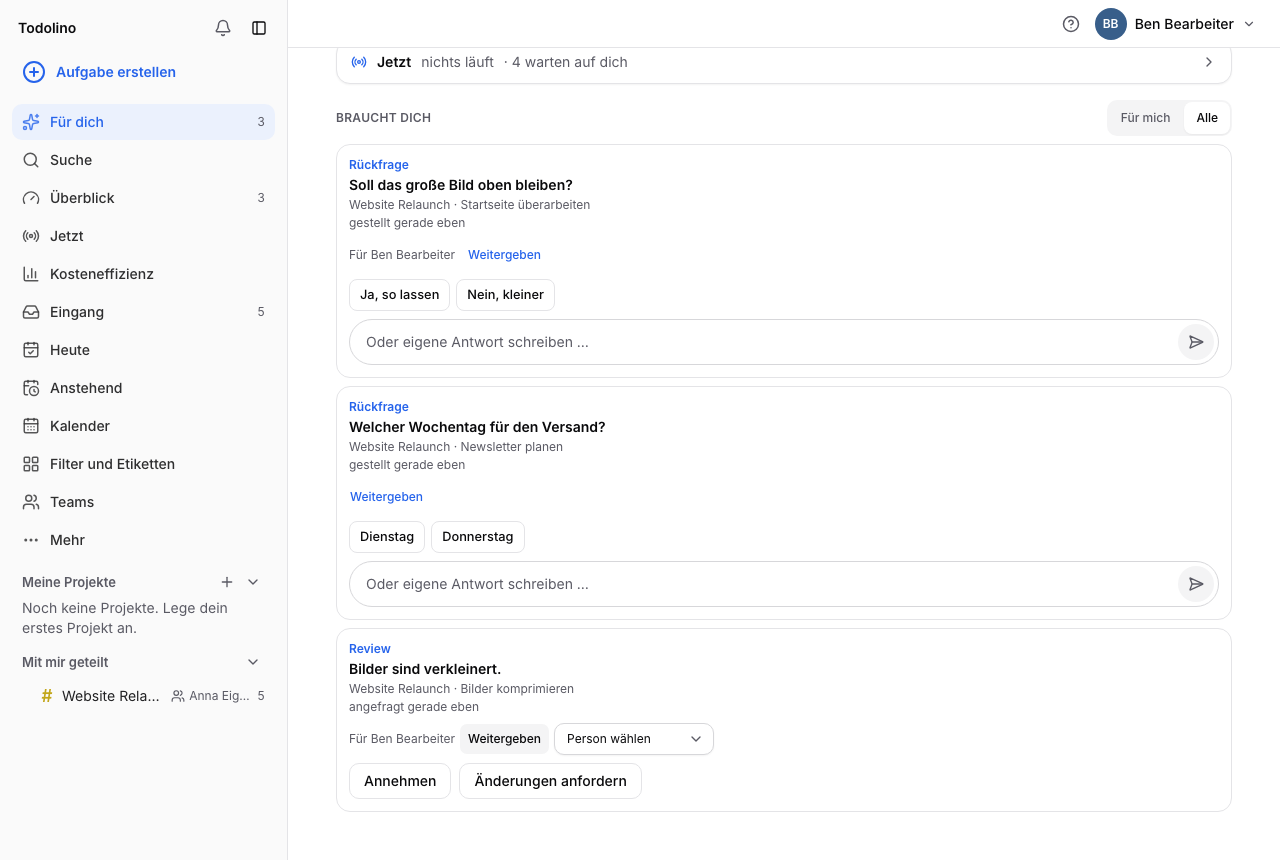 Todolino
Aufgabe erstellen
Für dich 3
Suche
Überblick 3
Jetzt
Kosteneffizienz
Eingang 5
Heute
Anstehend
Kalender
Filter und Etiketten
Teams
Mehr
Meine Projekte
Noch keine Projekte. Lege dein
erstes Projekt an.
Mit mir geteilt
# Website Rela... Anna Eig... 5
BB Ben Bearbeiter
Jetzt nichts läuft · 4 warten auf dich
BRAUCHT DICH
Für mich Alle
Rückfrage
Soll das große Bild oben bleiben?
Website Relaunch · Startseite überarbeiten
gestellt gerade eben
Für Ben Bearbeiter Weitergeben
Ja, so lassen Nein, kleiner
Oder eigene Antwort schreiben ...
Rückfrage
Welcher Wochentag für den Versand?
Website Relaunch · Newsletter planen
gestellt gerade eben
Weitergeben
Dienstag Donnerstag
Oder eigene Antwort schreiben ...
Review
Bilder sind verkleinert.
Website Relaunch · Bilder komprimieren
angefragt gerade eben
Für Ben Bearbeiter Weitergeben Person wählen
Annehmen Änderungen anfordern